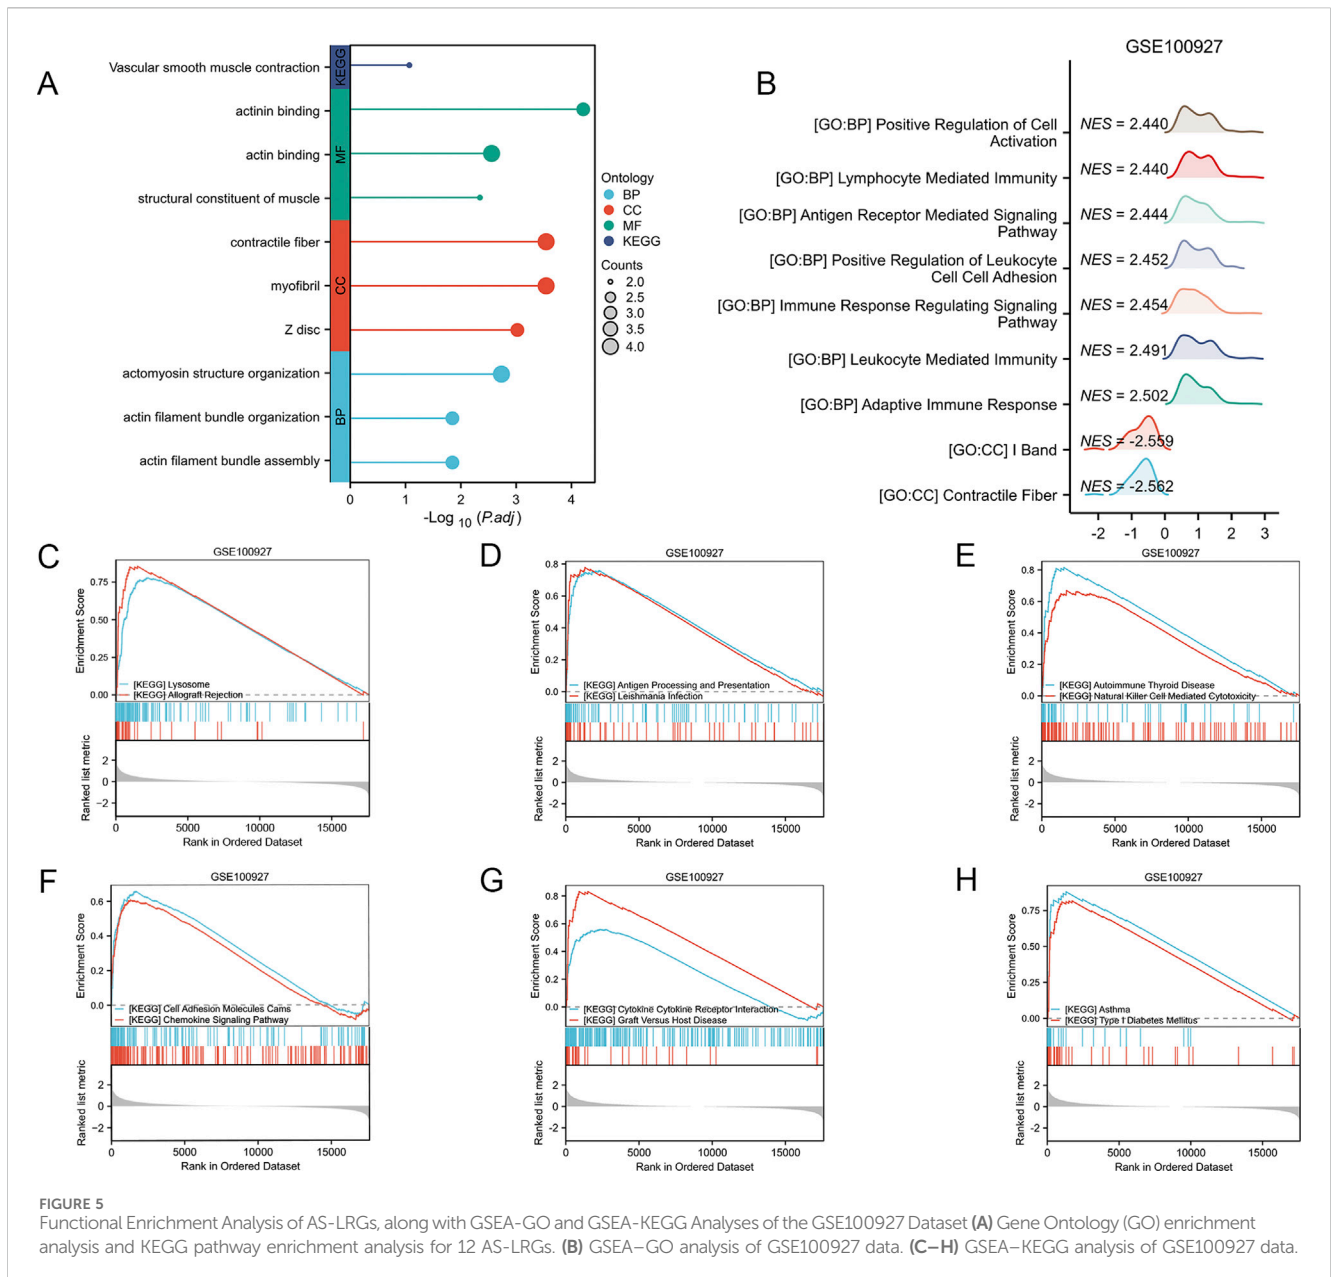 A
Vascular smooth muscle contraction
actinin binding
actin binding
structural constituent of muscle
contractile fiber
myofibril
Z disc
actomyosin structure organization
actin filament bundle organization
actin filament bundle assembly
KEGG
MF
CC
BP
0 1 2 3 4
-Log 10 (P.adj)
Ontology
BP
CC
MF
KEGG
Counts
2.0
2.5
3.0
3.5
4.0
B
GSE100927
[GO:BP] Positive Regulation of Cell
Activation
NES = 2.440
[GO:BP] Lymphocyte Mediated Immunity
NES = 2.440
[GO:BP] Antigen Receptor Mediated Signaling
Pathway
NES = 2.444
[GO:BP] Positive Regulation of Leukocyte
Cell Cell Adhesion
NES = 2.452
[GO:BP] Immune Response Regulating Signaling
Pathway
NES = 2.454
[GO:BP] Leukocyte Mediated Immunity
NES = 2.491
[GO:BP] Adaptive Immune Response
NES = 2.502
[GO:CC] I Band
NES = -2.559
[GO:CC] Contractile Fiber
NES = -2.562
-2 -1 0 1 2 3
C
GSE100927
Enrichment Score
0.75
0.50
0.25
0.00
[KEGG] Lysosome
[KEGG] Allograft Rejection
Ranked list metric
2
0
−2
0 5000 10000 15000
Rank in Ordered Dataset
D
GSE100927
Enrichment Score
0.8
0.6
0.4
0.2
0.0
[KEGG] Antigen Processing and Presentation
[KEGG] Leishmania Infection
Ranked list metric
2
0
−2
0 5000 10000 15000
Rank in Ordered Dataset
E
GSE100927
Enrichment Score
0.8
0.6
0.4
0.2
0.0
[KEGG] Autoimmune Thyroid Disease
[KEGG] Natural Killer Cell Mediated Cytotoxicity
Ranked list metric
2
0
−2
0 5000 10000 15000
Rank in Ordered Dataset
F
GSE100927
Enrichment Score
0.6
0.4
0.2
0.0
[KEGG] Cell Adhesion Molecules Cams
[KEGG] Chemokine Signaling Pathway
Ranked list metric
2
0
−2
0 5000 10000 15000
Rank in Ordered Dataset
G
GSE100927
Enrichment Score
0.8
0.6
0.4
0.2
0.0
[KEGG] Cytokine Cytokine Receptor Interaction
[KEGG] Graft Versus Host Disease
Ranked list metric
2
0
−2
0 5000 10000 15000
Rank in Ordered Dataset
H
GSE100927
Enrichment Score
0.75
0.50
0.25
0.00
[KEGG] Asthma
[KEGG] Type I Diabetes Mellitus
Ranked list metric
2
0
−2
0 5000 10000 15000
Rank in Ordered Dataset
FIGURE 5
Functional Enrichment Analysis of AS-LRGs, along with GSEA-GO and GSEA-KEGG Analyses of the GSE100927 Dataset (A) Gene Ontology (GO) enrichment
analysis and KEGG pathway enrichment analysis for 12 AS-LRGs. (B) GSEA–GO analysis of GSE100927 data. (C–H) GSEA–KEGG analysis of GSE100927 data.